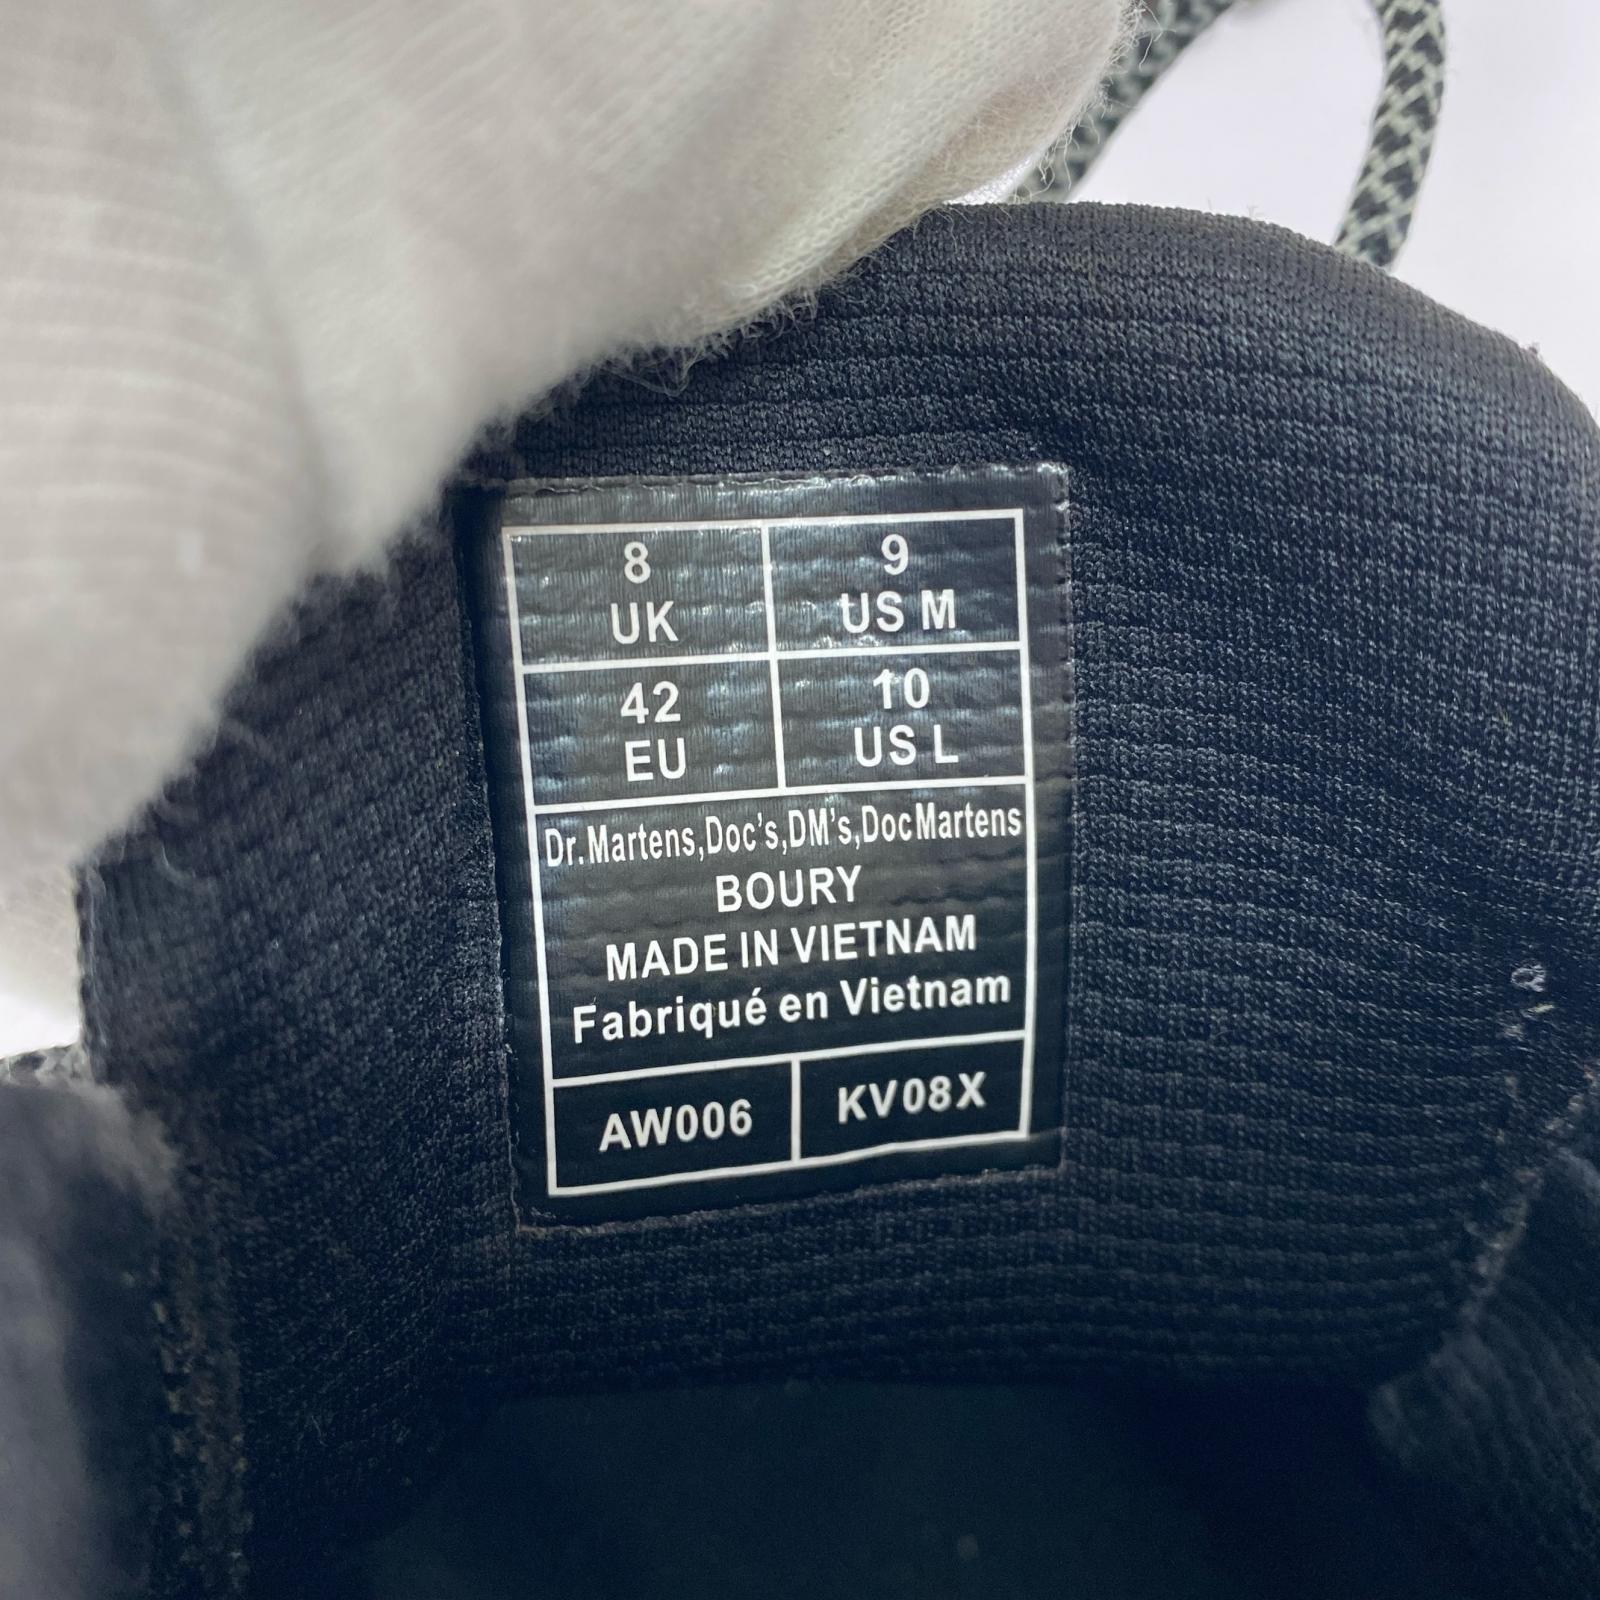 8 9
UK US M
42 10
EU US L
Dr.Martens,Doc's,DM's,DocMartens
BOURY
MADE IN VIETNAM
Fabriqué en Vietnam
AW006 KV08X